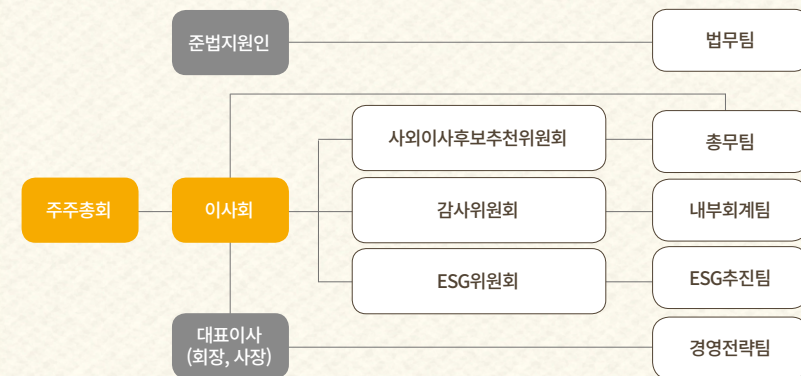 준법지원인
법무팀
사외이사후보추천위원회
총무팀
주주총회
이사회
감사위원회
내부회계팀
ESG위원회
ESG추진팀
대표이사
(회장, 사장)
경영전략팀